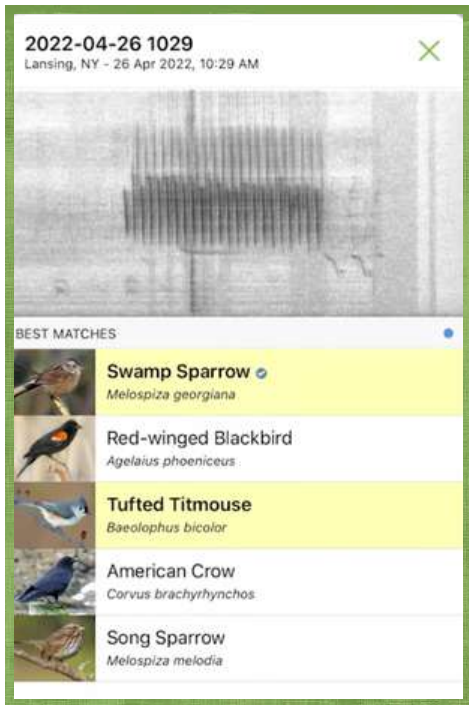 2022-04-26 1029
Lansing, NY - 26 Apr 2022, 10:29 AM
BEST MATCHES
Swamp Sparrow
Melospiza georgiana
Red-winged Blackbird
Agelaius phoeniceus
Tufted Titmouse
Baeolophus bicolor
American Crow
Corvus brachyrhynchos
Song Sparrow
Melospiza melodia